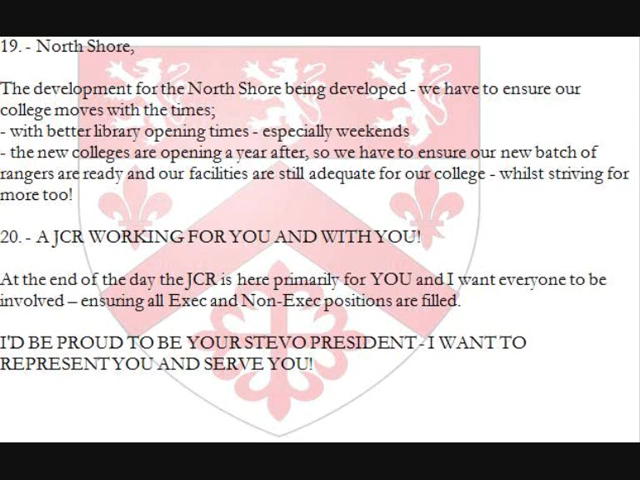 19. - North Shore,
The development for the North Shore being developed - we have to ensure our
college moves with the times;
- with better library opening times - especially weekends
- the new colleges are opening a year after, so we have to ensure our new batch of
rangers are ready and our facilities are still adequate for our college - whilst striving for
more too!
20. - A JCR WORKING FOR YOU AND WITH YOU!
At the end of the day the JCR is here primarily for YOU and I want everyone to be
involved – ensuring all Exec and Non-Exec positions are filled.
I'D BE PROUD TO BE YOUR STEVO PRESIDENT - I WANT TO
REPRESENT YOU AND SERVE YOU!